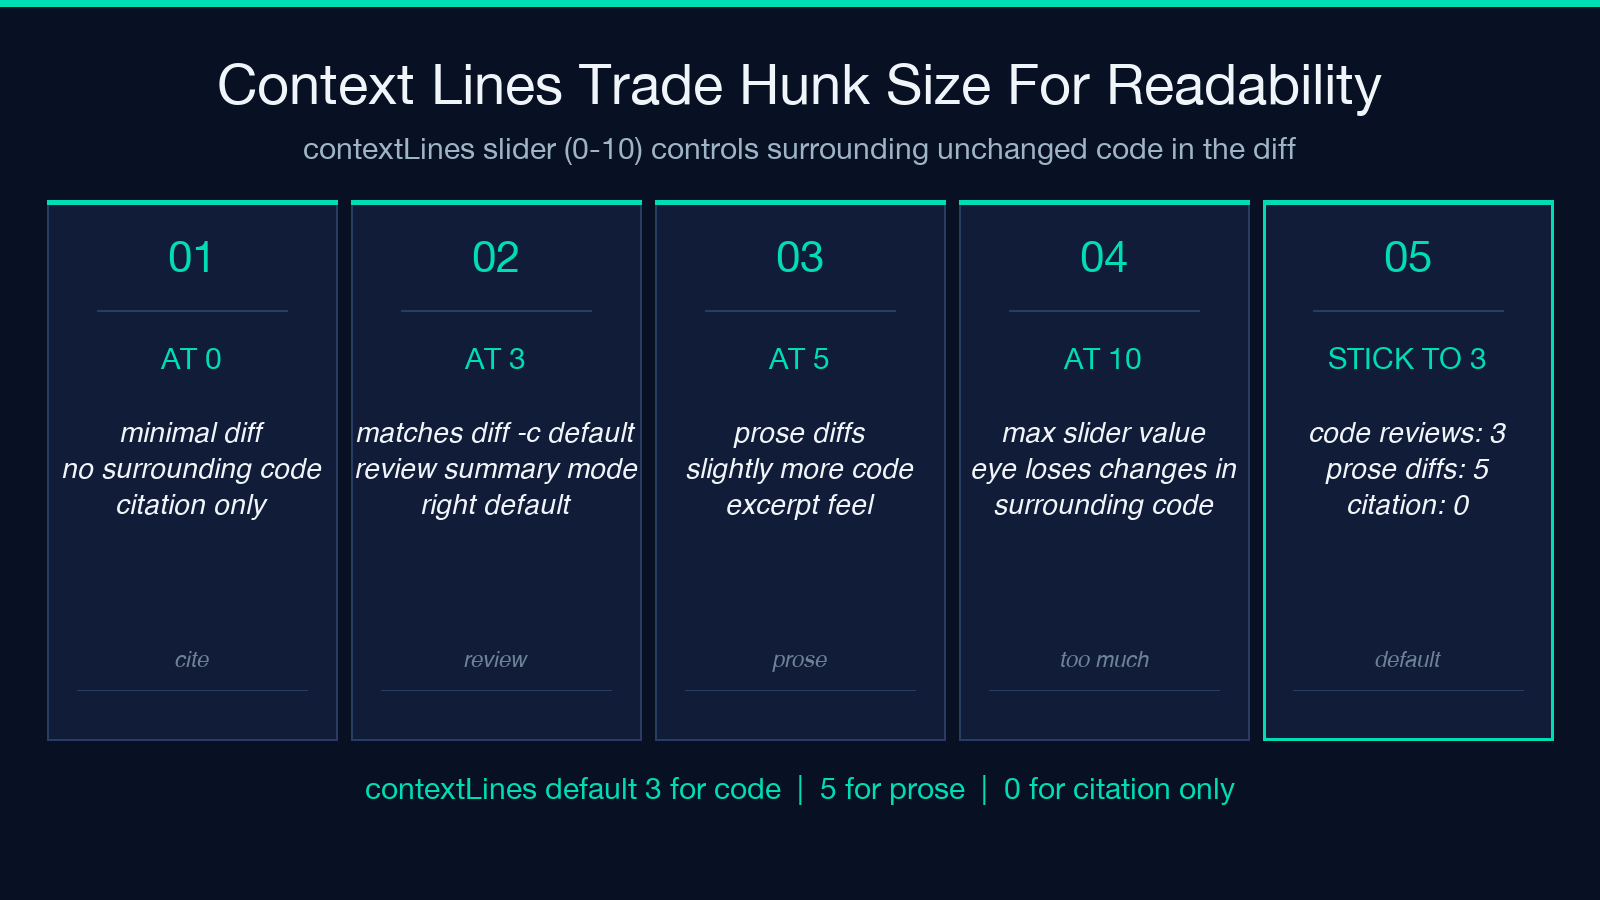 Context Lines Trade Hunk Size For Readability
contextLines slider (0-10) controls surrounding unchanged code in the diff
01
AT 0
minimal diff
no surrounding code
citation only
cite
02
AT 3
matches diff -c default
review summary mode
right default
review
03
AT 5
prose diffs
slightly more code
excerpt feel
prose
04
AT 10
max slider value
eye loses changes in
surrounding code
too much
05
STICK TO 3
code reviews: 3
prose diffs: 5
citation: 0
default
contextLines default 3 for code | 5 for prose | 0 for citation only